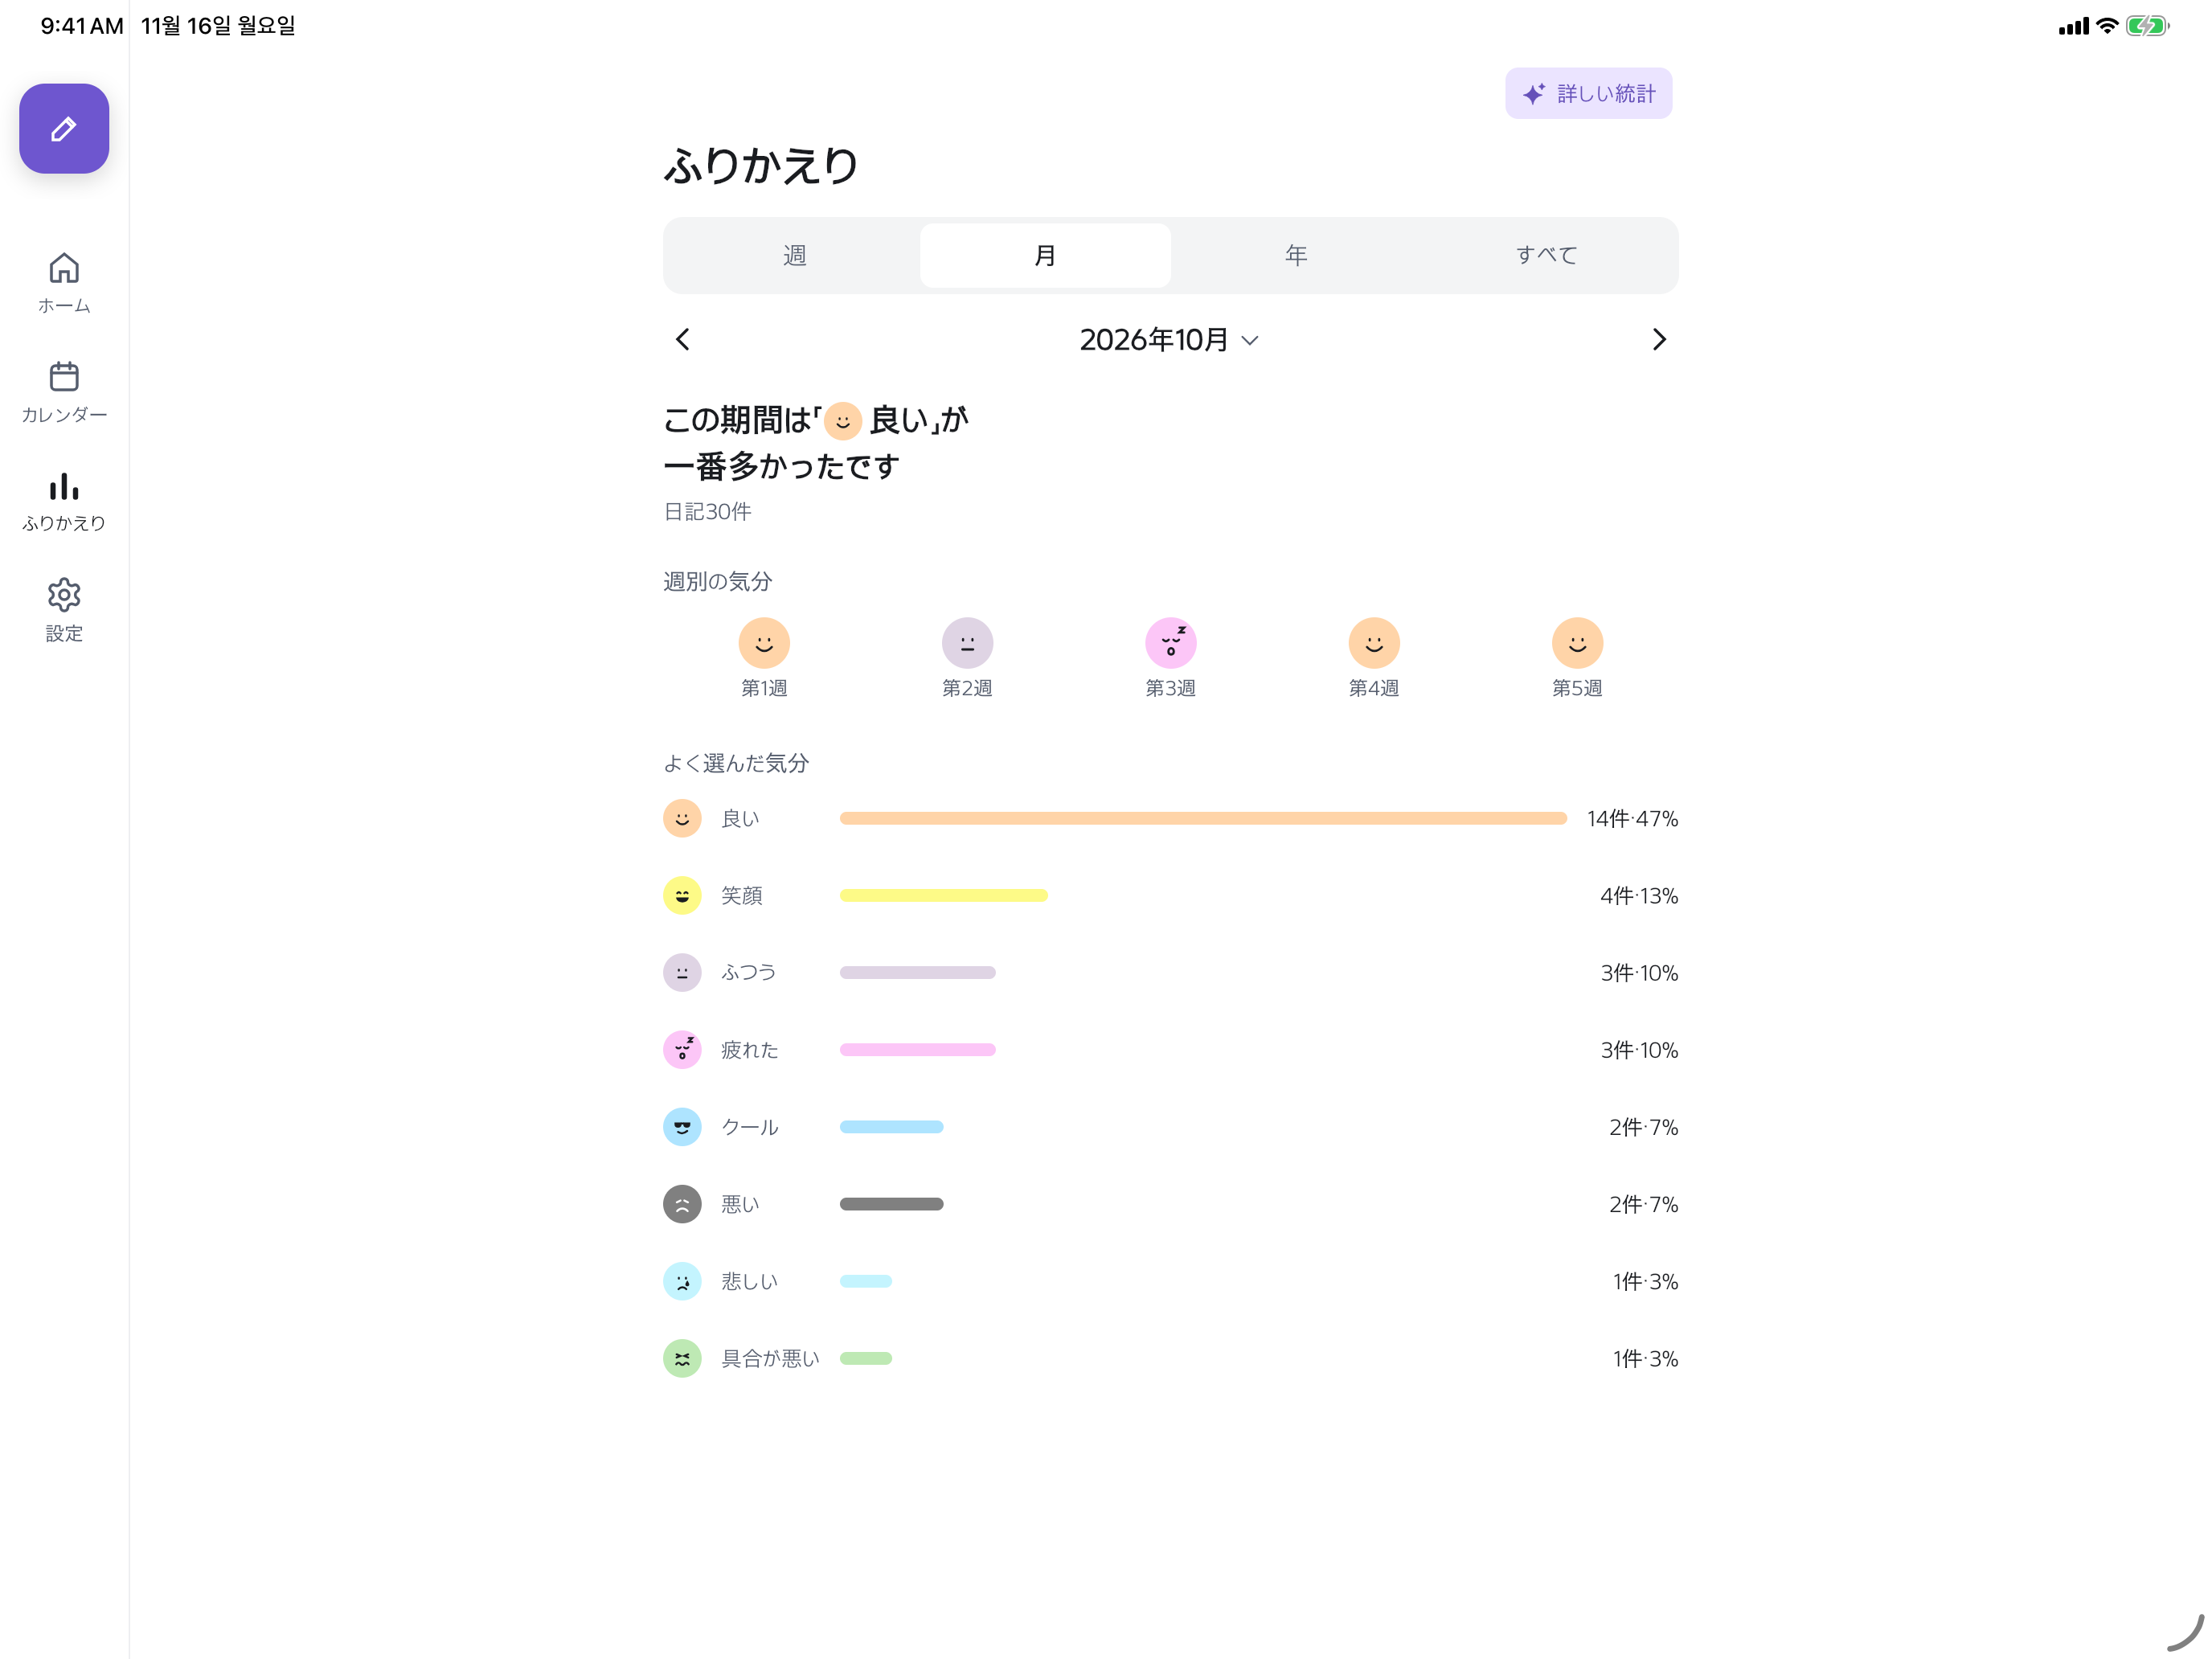 9:41 AM 11월 16일 월요일
詳しい統計
ふりかえり
週 月 年 すべて
2026年10月
この期間は「 良い」が
一番多かったです
日記30件
週別の気分
第1週 第2週 第3週 第4週 第5週
よく選んだ気分
良い 14件·47%
笑顔 4件·13%
ふつう 3件·10%
疲れた 3件·10%
クール 2件·7%
悪い 2件·7%
悲しい 1件·3%
具合が悪い 1件·3%
ホーム
カレンダー
ふりかえり
設定